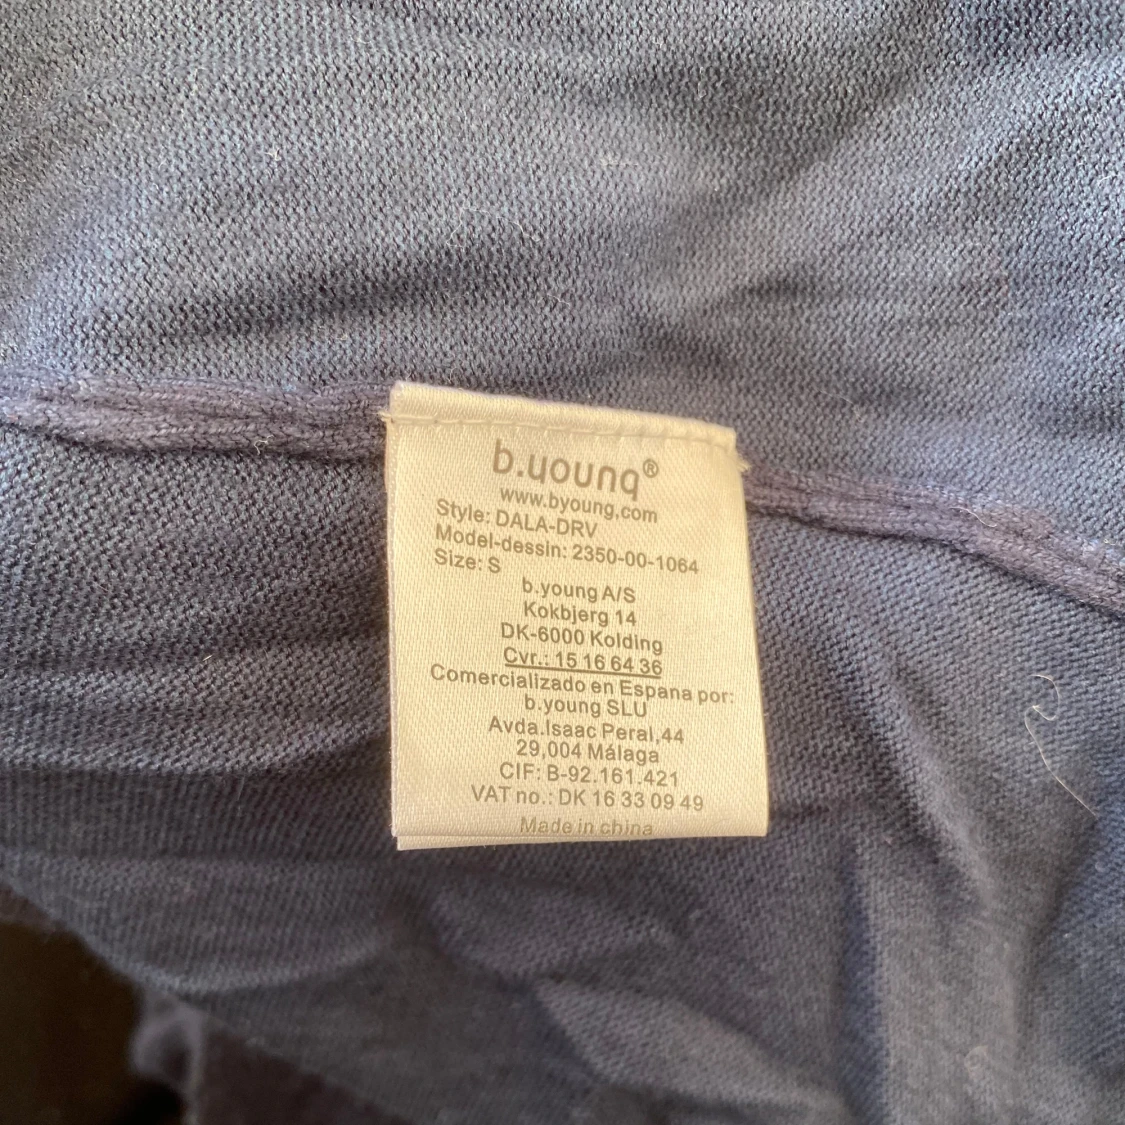 b.young®
www.byoung.com
Style: DALA-DRV
Model-dessin: 2350-00-1064
Size: S
b.young A/S
Kokbjerg 14
DK-6000 Kolding
Cvr.: 15 16 64 36
Comercializado en Espana por:
b.young SLU
Avda.Isaac Peral,44
29,004 Málaga
CIF: B-92.161.421
VAT no.: DK 16 33 09 49
Made in china